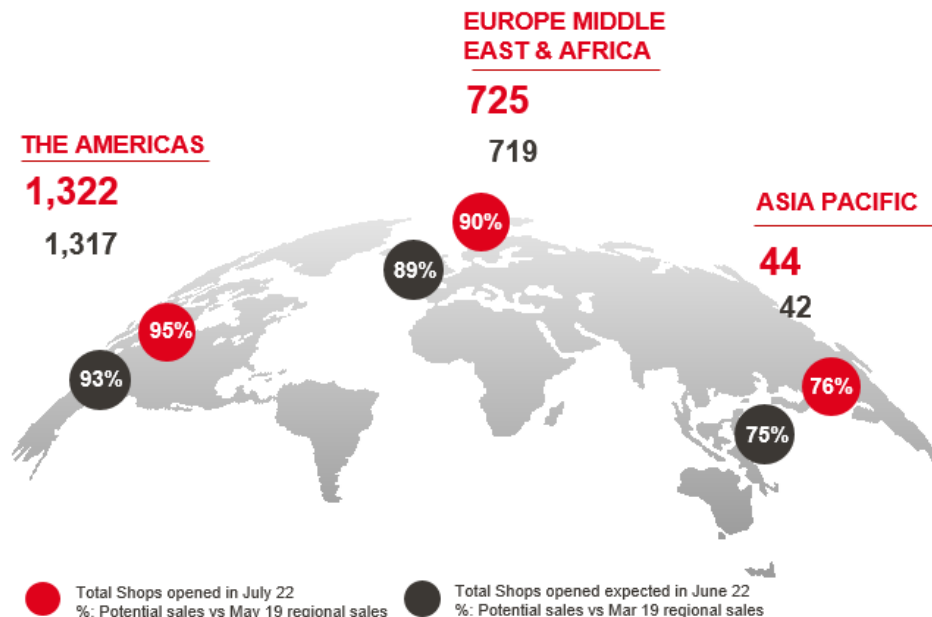 EUROPE MIDDLE
EAST & AFRICA
725
719
THE AMERICAS
1,322
1,317
ASIA PACIFIC
44
42
90%
89%
95%
93%
76%
75%
Total Shops opened in July 22
%: Potential sales vs May 19 regional sales
Total Shops opened expected in June 22
%: Potential sales vs Mar 19 regional sales